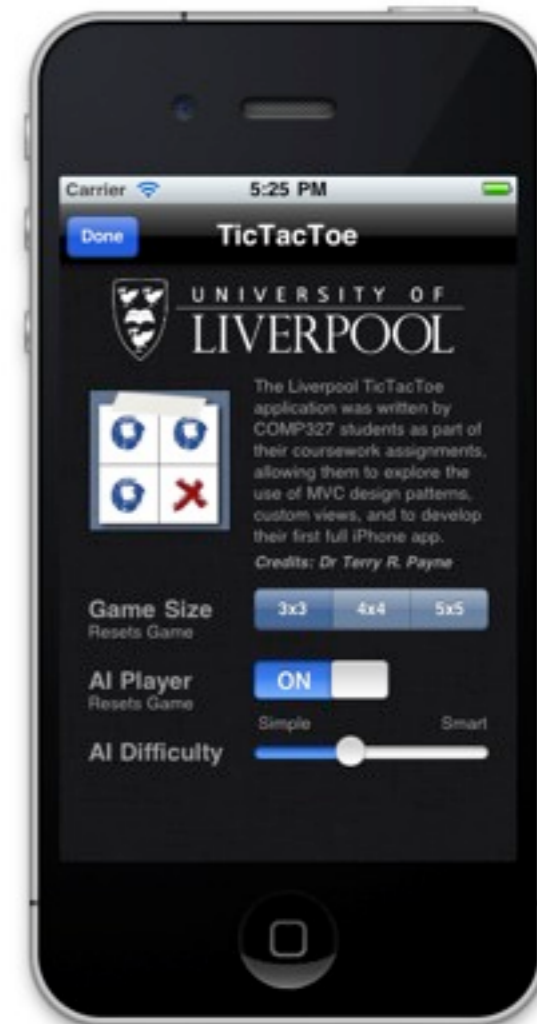 Carrier 5:25 PM
Done TicTacToe
UNIVERSITY OF
LIVERPOOL
The Liverpool TicTacToe
application was written by
COMP327 students as part of
their coursework assignments,
allowing them to explore the
use of MVC design patterns,
custom views, and to develop
their first full iPhone app.
Credits: Dr Terry R. Payne
Game Size
Resets Game
3x3 4x4 5x5
AI Player
Resets Game
ON
Simple Smart
AI Difficulty